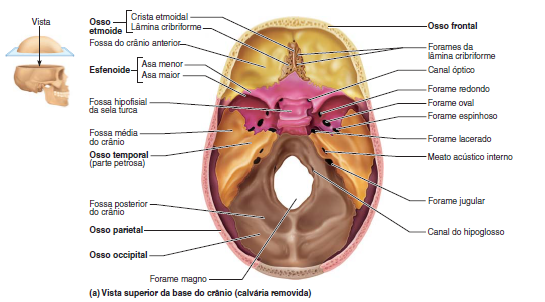 Vista
Osso
etmoide
Crista etmoidal
Lâmina cribriforme
Fossa do crânio anterior
Esfenoide
Asa menor
Asa maior
Fossa hipofisial
da sela turca
Fossa média
do crânio
Osso temporal
(parte petrosa)
Fossa posterior
do crânio
Osso parietal
Osso occipital
Forame magno
Osso frontal
Forames da
lâmina cribriforme
Canal óptico
Forame redondo
Forame oval
Forame espinhoso
Forame lacerado
Meato acústico interno
Forame jugular
Canal do hipoglosso
(a) Vista superior da base do crânio (calvária removida)